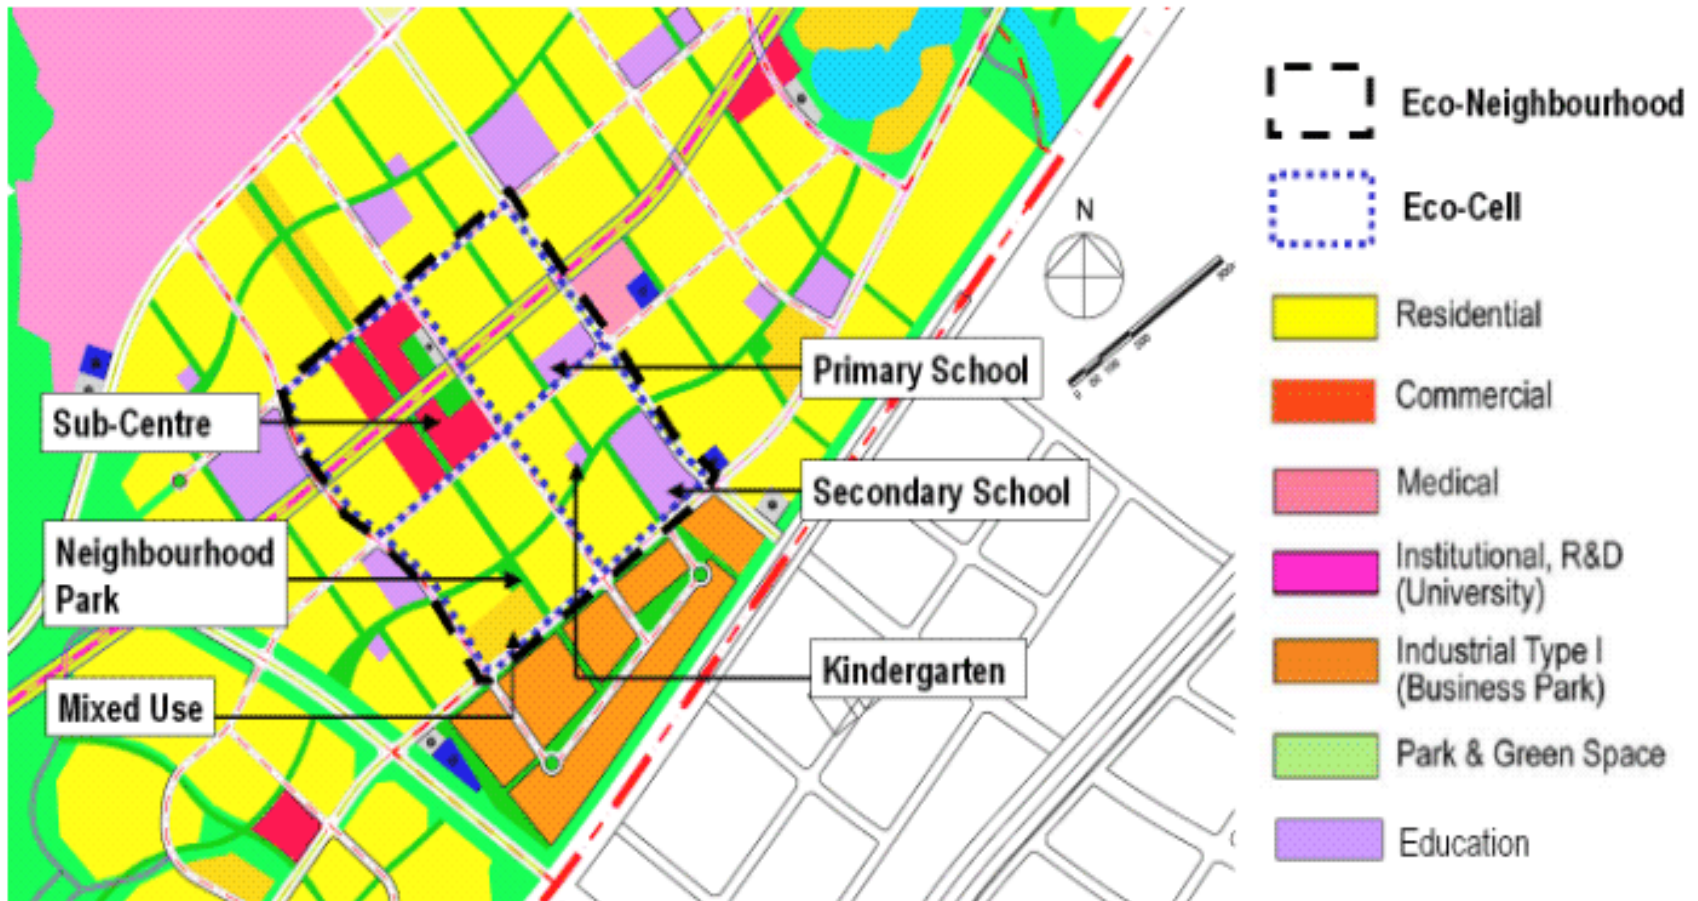 Eco-Neighbourhood
Eco-Cell
N
Residential
Primary School
Commercial
Sub-Centre
Medical
Secondary School
Neighbourhood
Park
Institutional, R&D
(University)
Kindergarten
Industrial Type I
(Business Park)
Mixed Use
Park & Green Space
Education